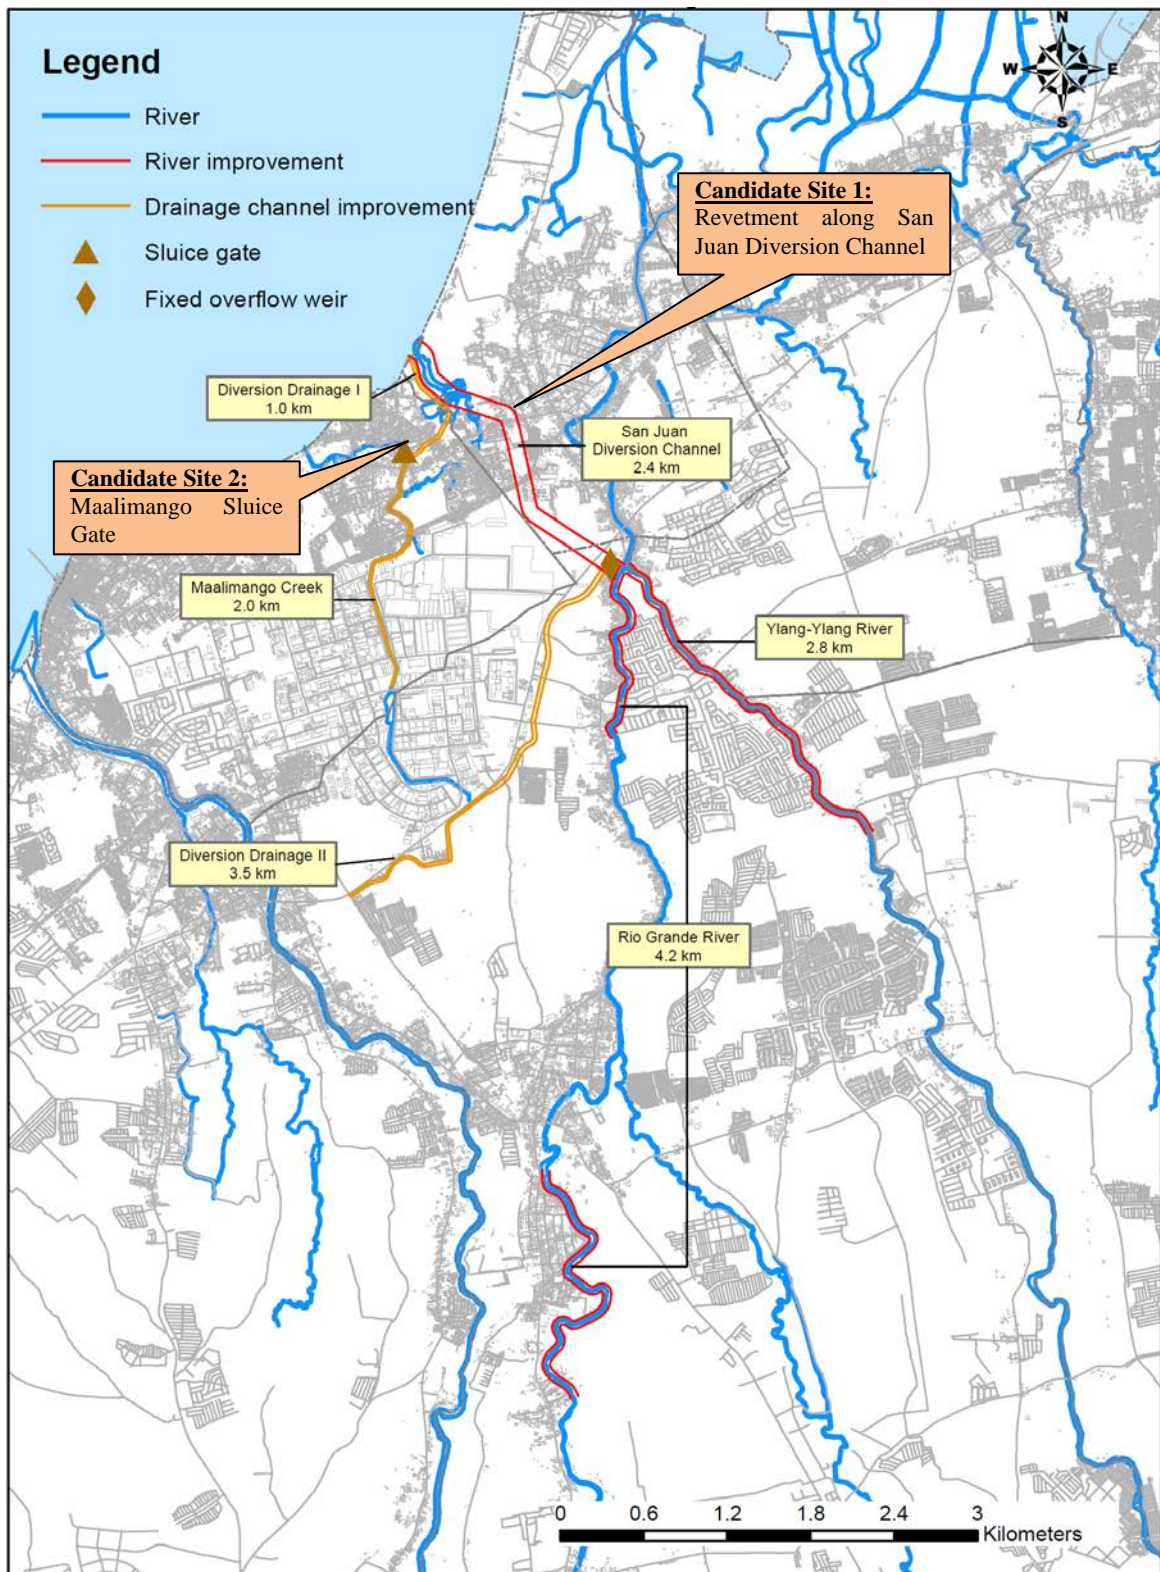 Legend
River
River improvement
Drainage channel improvement
Sluice gate
Fixed overflow weir
N
W
E
S
Candidate Site 1:
Revetment along San
Juan Diversion Channel
Diversion Drainage I
1.0 km
San Juan
Diversion Channel
2.4 km
Candidate Site 2:
Maalimango Sluice
Gate
Maalimango Creek
2.0 km
Ylang-Ylang River
2.8 km
Diversion Drainage II
3.5 km
Rio Grande River
4.2 km
0 0.6 1.2 1.8 2.4 3
Kilometers